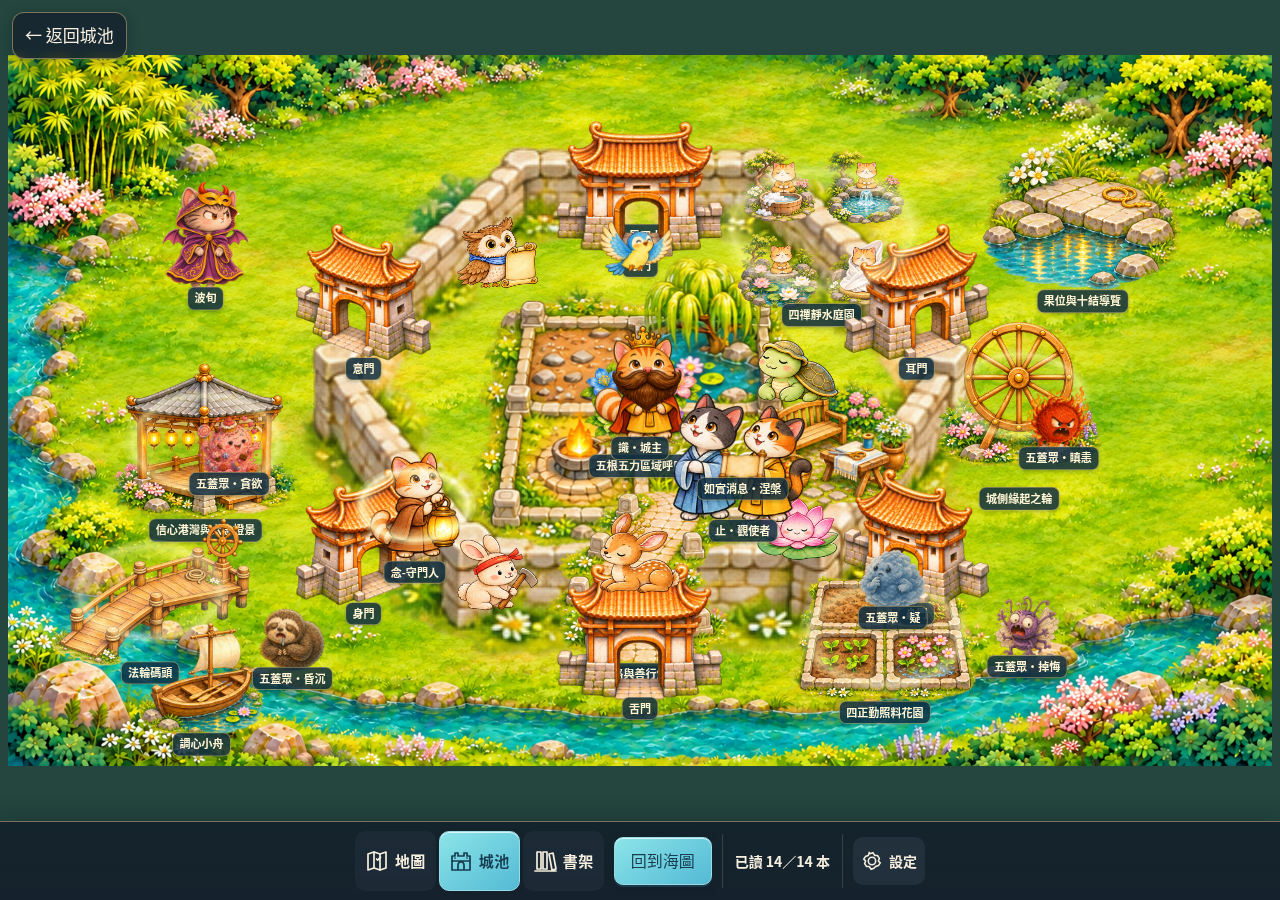 ← 返回城池
波旬
果位與十結導覽
四禪靜水庭園
意門
耳門
識・城主
五根五力區域呼
五蓋眾・瞋恚
五蓋眾・貪欲
如實消息・涅槃
城側緣起之輪
信心港灣與
燈景
止・觀使者
念-守門人
身門
五蓋眾・疑
五蓋眾・掉悔
法輪碼頭
五蓋眾・昏沉
與善行
舌門
四正勤照料花園
調心小舟
地圖
城池
書架
回到海圖
已讀 14／14 本
設定